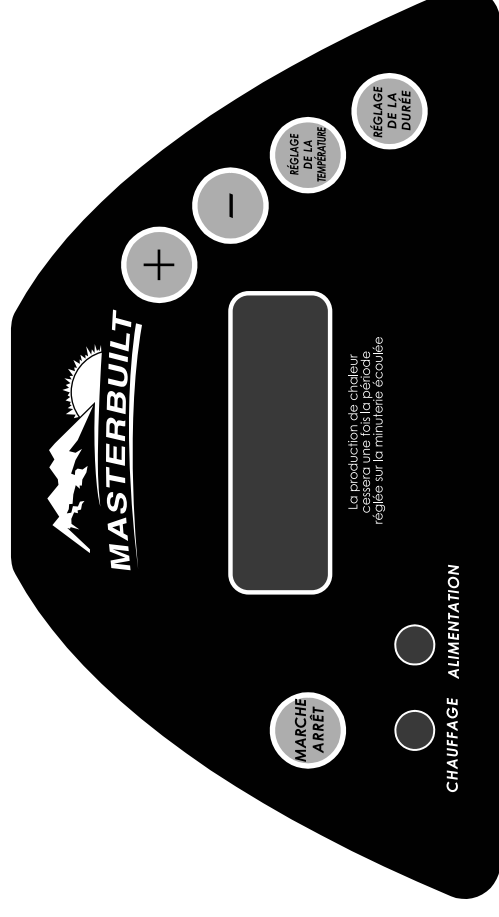 MASTERBUILT
+
−
RÉGLAGE
DE LA
TEMPÉRATURE
RÉGLAGE
DE LA
DURÉE
La production de chaleur
cessera une fois la période
réglée sur la minuterie écoulée
MARCHE
ARRÊT
CHAUFFAGE
ALIMENTATION